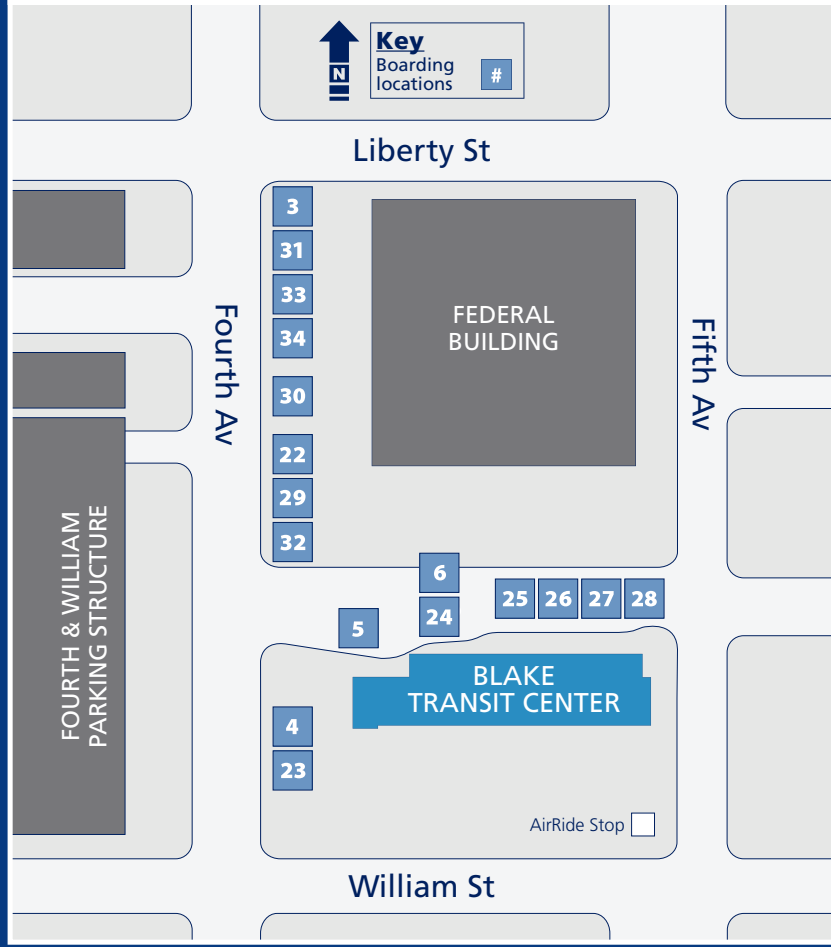 Key
Boarding
locations
#
N
Liberty St
3
31
33
34
30
22
29
32
FEDERAL
BUILDING
Fourth Av
Fifth Av
FOURTH & WILLIAM
PARKING STRUCTURE
6
24
5
25 26 27 28
BLAKE
TRANSIT CENTER
4
23
AirRide Stop
William St